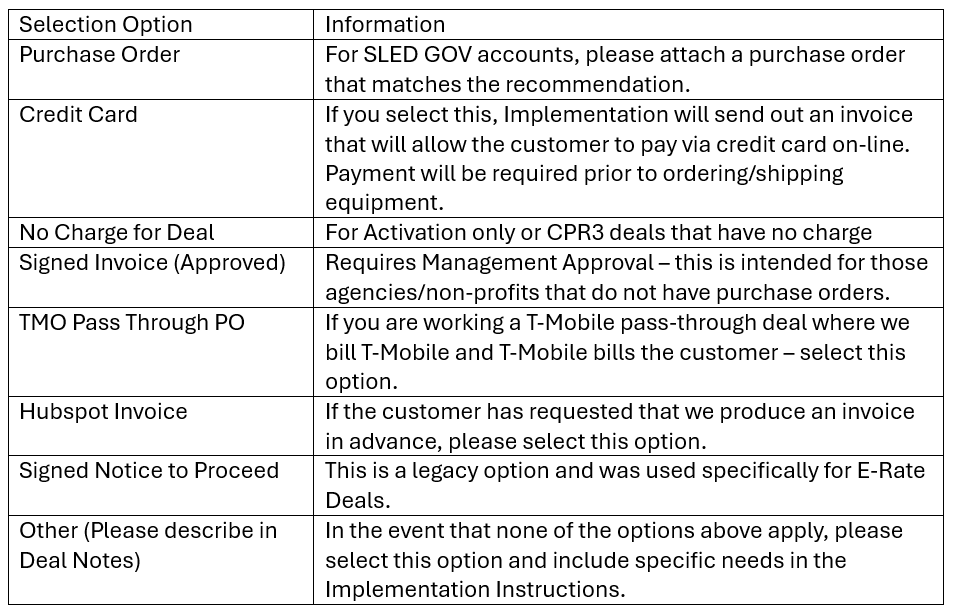 Selection Option
Information
Purchase Order
For SLED GOV accounts, please attach a purchase order
that matches the recommendation.
Credit Card
If you select this, Implementation will send out an invoice
that will allow the customer to pay via credit card on-line.
Payment will be required prior to ordering/shipping
equipment.
No Charge for Deal
For Activation only or CPR3 deals that have no charge
Signed Invoice (Approved)
Requires Management Approval – this is intended for those
agencies/non-profits that do not have purchase orders.
TMO Pass Through PO
If you are working a T-Mobile pass-through deal where we
bill T-Mobile and T-Mobile bills the customer – select this
option.
Hubspot Invoice
If the customer has requested that we produce an invoice
in advance, please select this option.
Signed Notice to Proceed
This is a legacy option and was used specifically for E-Rate
Deals.
Other (Please describe in
Deal Notes)
In the event that none of the options above apply, please
select this option and include specific needs in the
Implementation Instructions.